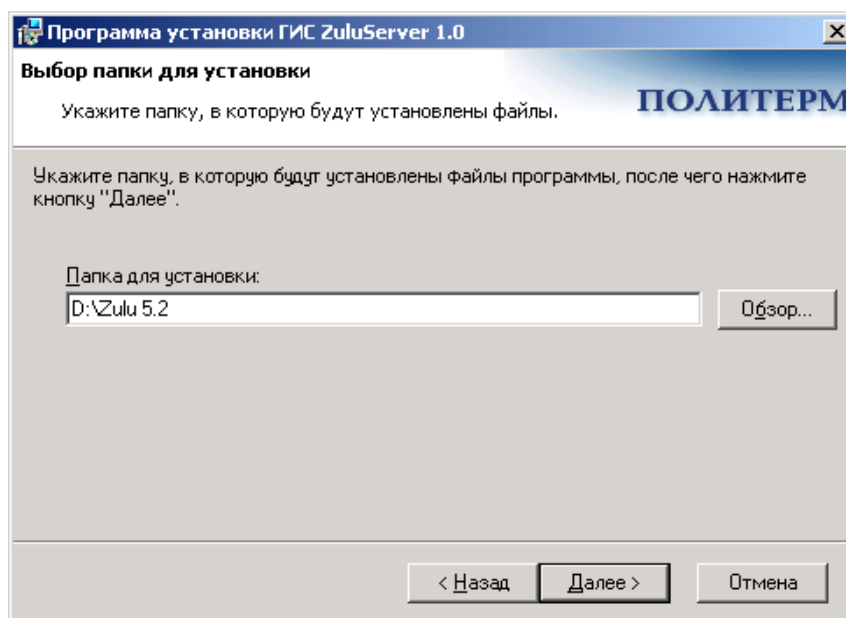 Программа установки ГИС ZuluServer 1.0
Выбор папки для установки
Укажите папку, в которую будут установлены файлы.
ПОЛИТЕРМ
Укажите папку, в которую будут установлены файлы программы, после чего нажмите
кнопку "Далее".
Папка для установки:
D:\Zulu 5.2
Обзор...
< Назад
Далее >
Отмена